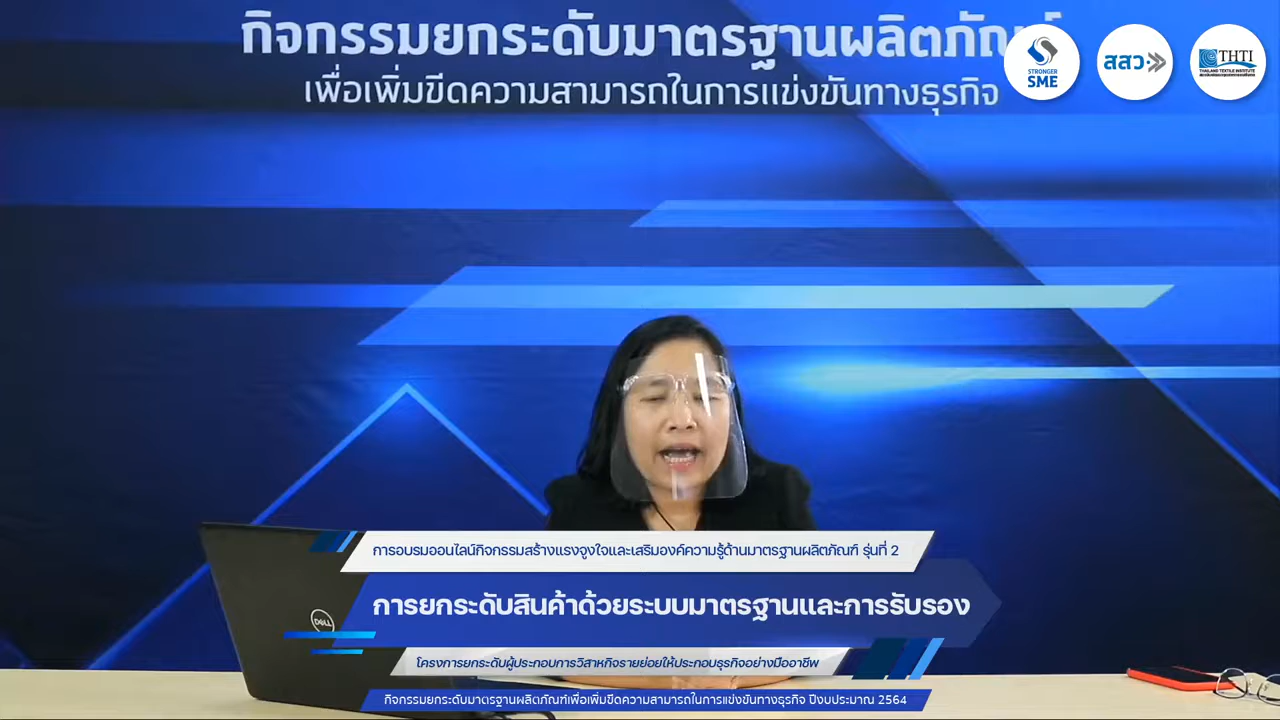 กิจกรรมยกระดับมาตรฐานผลิตภัณฑ์
เพื่อเพิ่มขีดความสามารถในการแข่งขันทางธุรกิจ
STRONGER
SME
สสว
THTI
THAILAND TEXTILE INSTITUTE
DELL
การอบรมออนไลน์กิจกรรมสร้างแรงจูงใจและเสริมองค์ความรู้ด้านมาตรฐานผลิตภัณฑ์ รุ่นที่ 2
การยกระดับสินค้าด้วยระบบมาตรฐานและการรับรอง
โครงการยกระดับผู้ประกอบการวิสาหกิจรายย่อยให้ประกอบธุรกิจอย่างมืออาชีพ
กิจกรรมยกระดับมาตรฐานผลิตภัณฑ์เพื่อเพิ่มขีดความสามารถในการแข่งขันทางธุรกิจ ปีงบประมาณ 2564